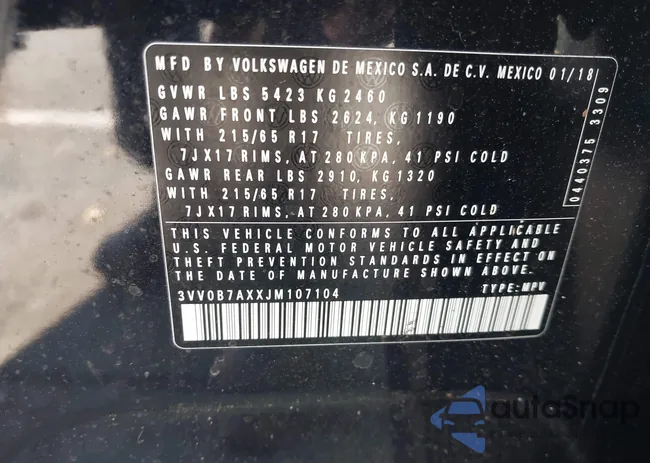 MFD BY VOLKSWAGEN DE MEXICO S.A. DE C.V. MEXICO 01/18
GVWR LBS 5423 KG 2460
GAWR FRONT LBS 2624, KG 1190
WITH 215/65 R17 TIRES,
7JX17 RIMS, AT 280 KPA, 41 PSI COLD
GAWR REAR LBS 2910, KG 1320
WITH 215/65 R17 TIRES,
7JX17 RIMS, AT 280 KPA, 41 PSI COLD
0440375 3309
THIS VEHICLE CONFORMS TO ALL APPLICABLE
U.S. FEDERAL MOTOR VEHICLE SAFETY AND
THEFT PREVENTION STANDARDS IN EFFECT ON
THE DATE OF MANUFACTURE SHOWN ABOVE.
3VV0B7AXXJM107104 TYPE: MPV
autoSnap